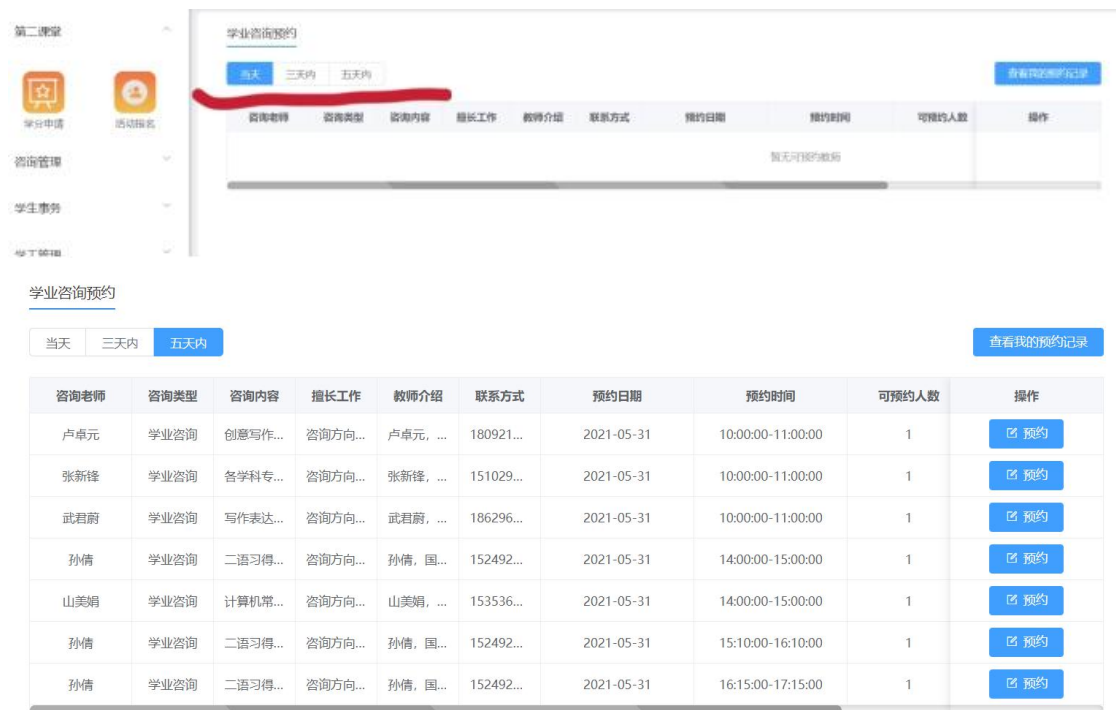 第二课堂
学分申请 活动报名
咨询管理
学生事务
学工管理
学业咨询预约
当天 三天内 五天内 查看我的预约记录
咨询老师 咨询类型 咨询内容 擅长工作 教师介绍 联系方式 预约日期 预约时间 可预约人数 操作
暂无可预约教师
学业咨询预约
当天 三天内 五天内 查看我的预约记录
咨询老师 咨询类型 咨询内容 擅长工作 教师介绍 联系方式 预约日期 预约时间 可预约人数 操作
卢卓元 学业咨询 创意写作... 咨询方向... 卢卓元，... 180921... 2021-05-31 10:00:00-11:00:00 1 预约
张新锋 学业咨询 各学科专... 咨询方向... 张新锋，... 151029... 2021-05-31 10:00:00-11:00:00 1 预约
武君蔚 学业咨询 写作表达... 咨询方向... 武君蔚，... 186296... 2021-05-31 10:00:00-11:00:00 1 预约
孙倩 学业咨询 二语习得... 咨询方向... 孙倩，国... 152492... 2021-05-31 14:00:00-15:00:00 1 预约
山美娟 学业咨询 计算机常... 咨询方向... 山美娟，... 153536... 2021-05-31 14:00:00-15:00:00 1 预约
孙倩 学业咨询 二语习得... 咨询方向... 孙倩，国... 152492... 2021-05-31 15:10:00-16:10:00 1 预约
孙倩 学业咨询 二语习得... 咨询方向... 孙倩，国... 152492... 2021-05-31 16:15:00-17:15:00 1 预约